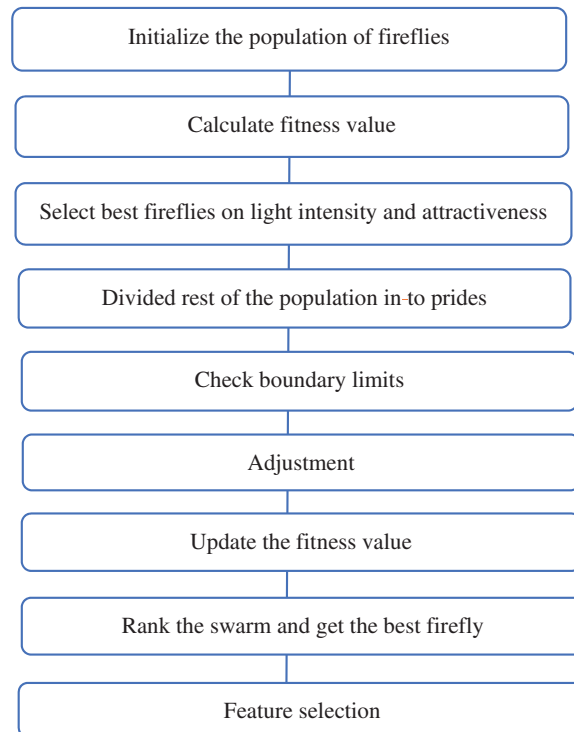 Initialize the population of fireflies
Calculate fitness value
Select best fireflies on light intensity and attractiveness
Divided rest of the population in-to prides
Check boundary limits
Adjustment
Update the fitness value
Rank the swarm and get the best firefly
Feature selection